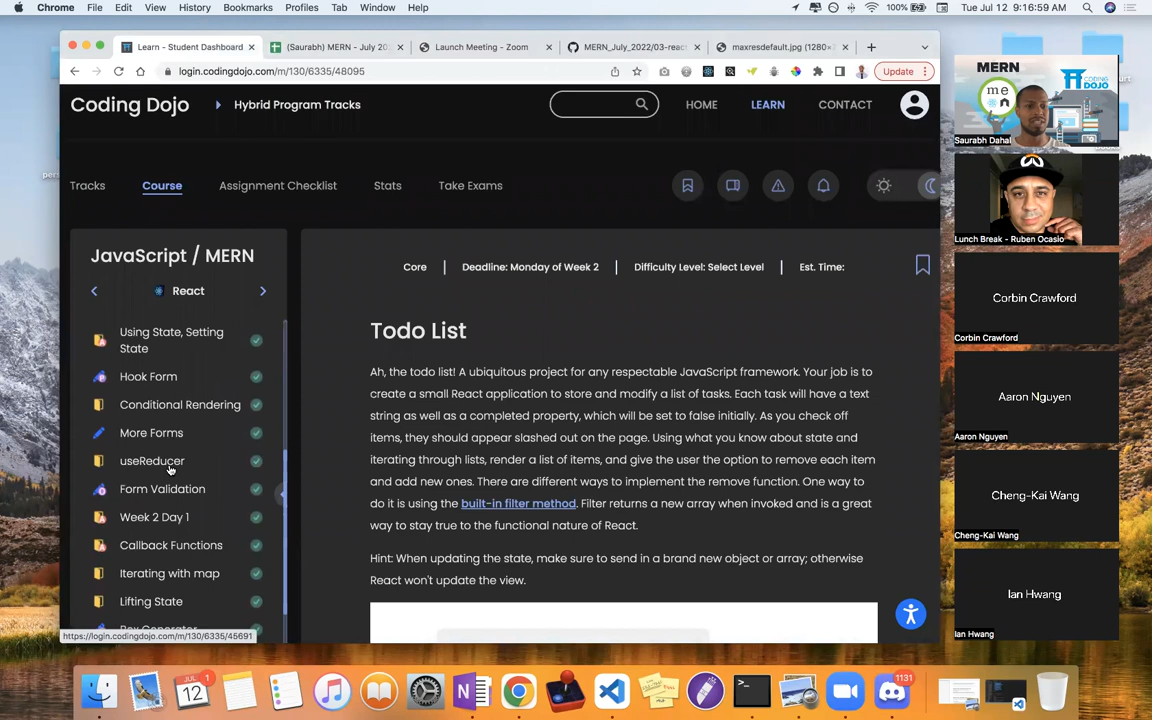 Chrome File Edit View History Bookmarks Profiles Tab Window Help 100% Tue Jul 12 9:16:59 AM
Learn - Student Dashboard (Saurabh) MERN - July 20 Launch Meeting - Zoom MERN_July_2022/03-reac maxresdefault.jpg (1280×
login.codingdojo.com/m/130/6335/48095 Update
Coding Dojo Hybrid Program Tracks HOME LEARN CONTACT
Tracks Course Assignment Checklist Stats Take Exams
JavaScript / MERN
React
Using State, Setting
State
Hook Form
Conditional Rendering
More Forms
useReducer
Form Validation
Week 2 Day 1
Callback Functions
Iterating with map
Lifting State
Box Generator
https://login.codingdojo.com/m/130/6335/45691
Core Deadline: Monday of Week 2 Difficulty Level: Select Level Est. Time:
Todo List
Ah, the todo list! A ubiquitous project for any respectable JavaScript framework. Your job is to
create a small React application to store and modify a list of tasks. Each task will have a text
string as well as a completed property, which will be set to false initially. As you check off
items, they should appear slashed out on the page. Using what you know about state and
iterating through lists, render a list of items, and give the user the option to remove each item
and add new ones. There are different ways to implement the remove function. One way to
do it is using the built-in filter method. Filter returns a new array when invoked and is a great
way to stay true to the functional nature of React.
Hint: When updating the state, make sure to send in a brand new object or array; otherwise
React won't update the view.
MERN
me
n
CODING
DOJO
Saurabh Dahal
Lunch Break - Ruben Ocasio
Corbin Crawford
Corbin Crawford
Aaron Nguyen
Aaron Nguyen
Cheng-Kai Wang
Cheng-Kai Wang
Ian Hwang
Ian Hwang
JUL
12
1
1131